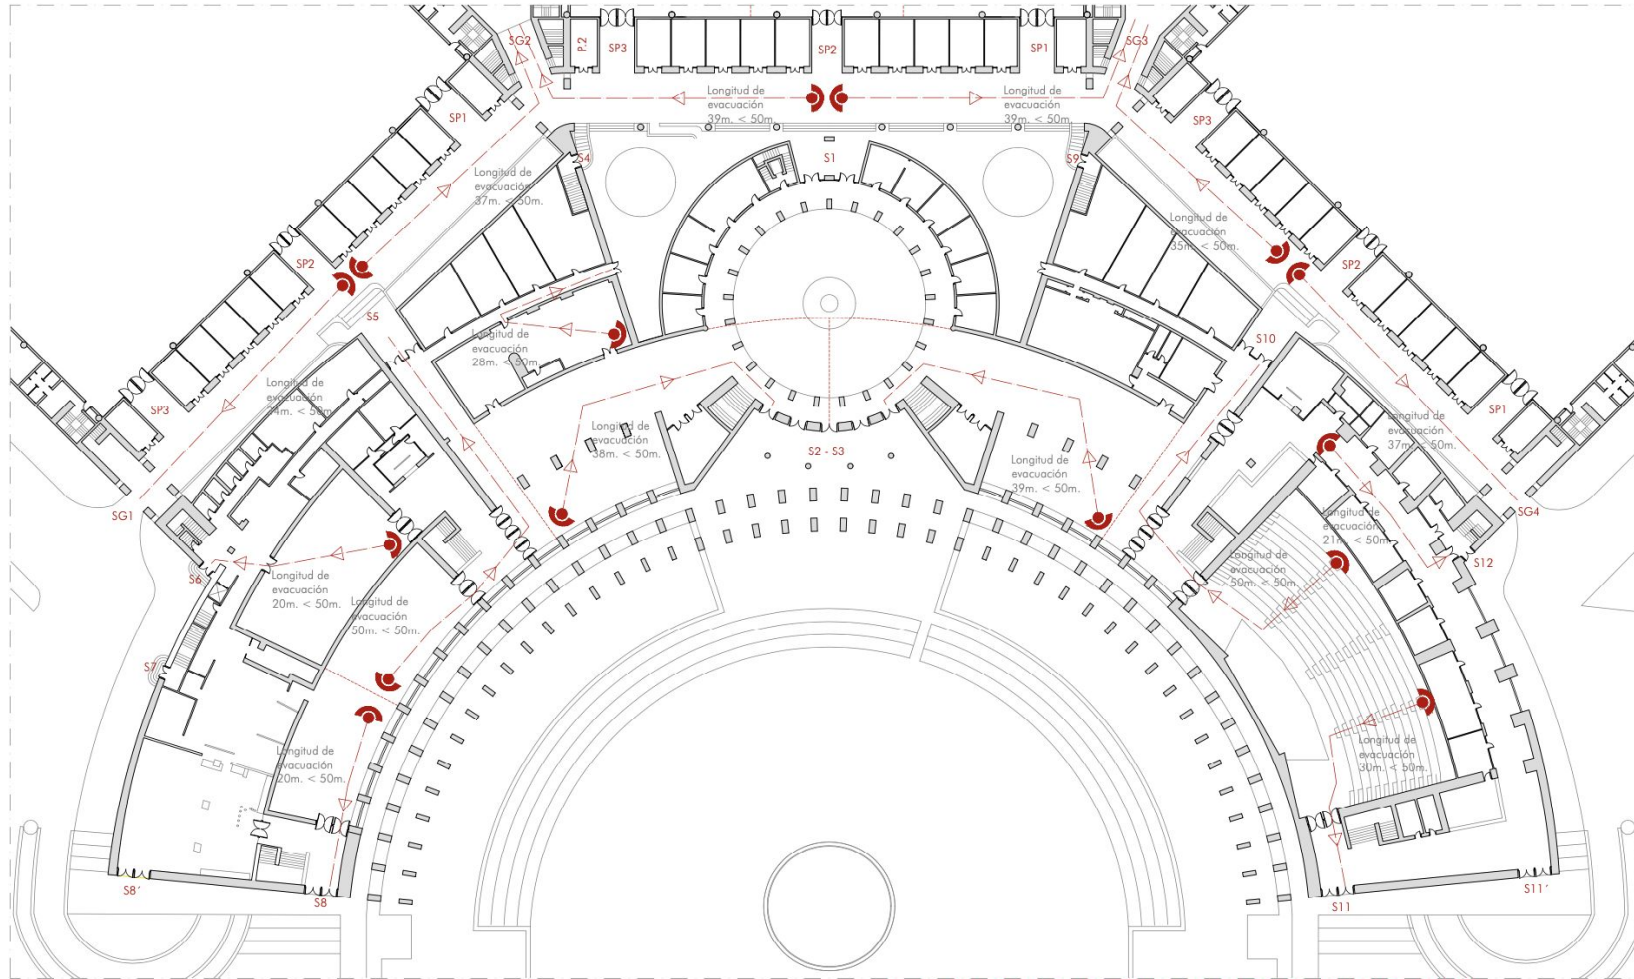 SG2
P.2
SP3
SP2
SP1
SG3
Longitud de
evacuación
39m. < 50m.
Longitud de
evacuación
39m. < 50m.
SP1
SP3
S4
S1
S9
Longitud de
evacuación
37m. < 50m.
Longitud de
evacuación
35m. < 50m.
SP2
SP2
S5
Longitud de
evacuación
28m. < 50m.
S10
Longitud de
evacuación
24m. < 50m.
SP3
SP1
Longitud de
evacuación
38m. < 50m.
S2 - S3
Longitud de
evacuación
39m. < 50m.
Longitud de
evacuación
37m. < 50m.
SG1
SG4
Longitud de
evacuación
21m. < 50m.
S6
Longitud de
evacuación
20m. < 50m.
Longitud de
evacuación
50m. < 50m.
Longitud de
evacuación
50m. < 50m.
S12
S7
Longitud de
evacuación
20m. < 50m.
Longitud de
evacuación
30m. < 50m.
S8'
S8
S11
S11'